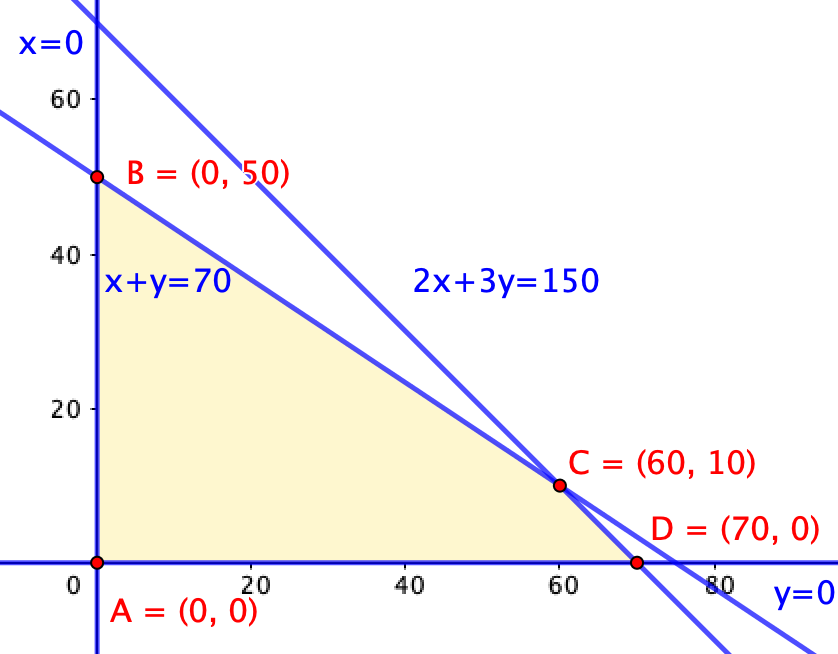 x=0
60
B = (0, 50)
40
x+y=70
2x+3y=150
20
C = (60, 10)
D = (70, 0)
0
20
40
60
80
y=0
A = (0, 0)